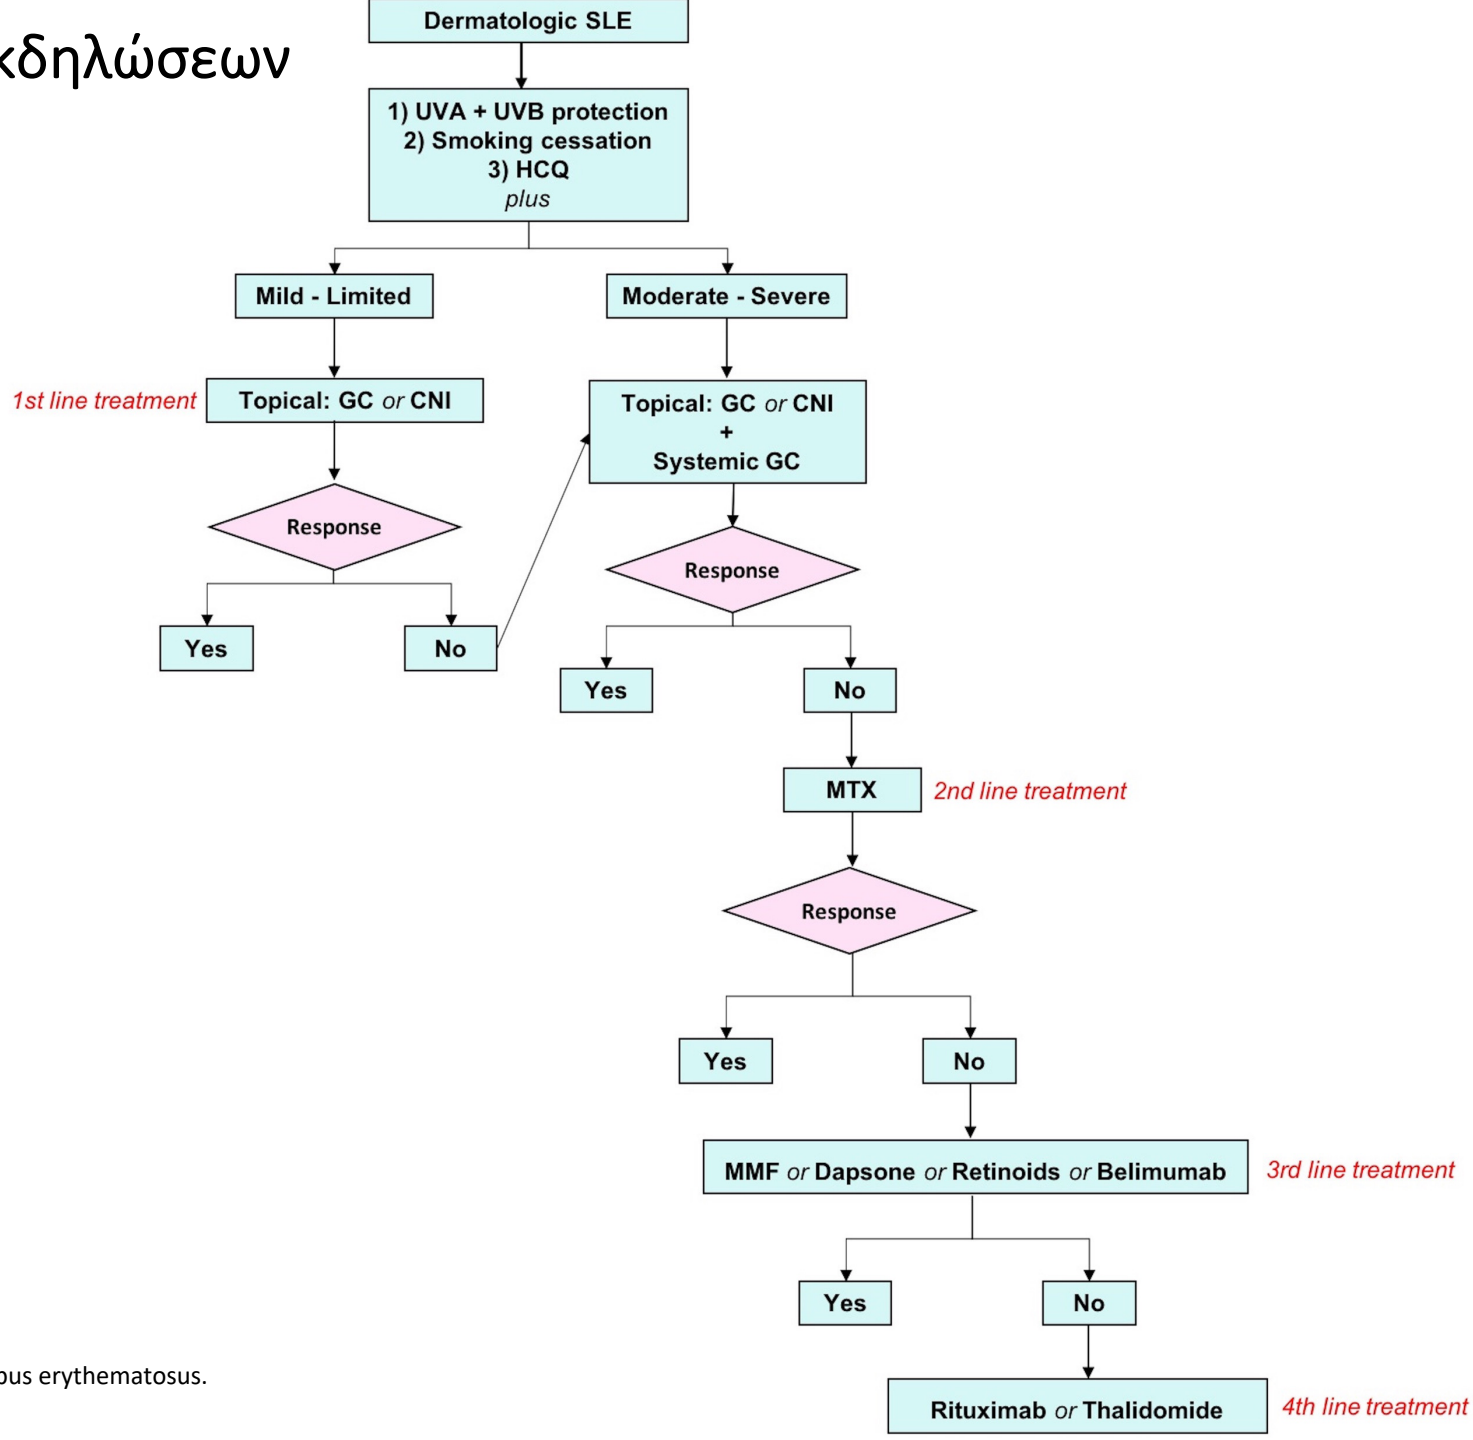 Dermatologic SLE
κδηλώσεων
1) UVA + UVB protection
2) Smoking cessation
3) HCQ
plus
Mild - Limited
Moderate - Severe
1st line treatment
Topical: GC or CNI
Topical: GC or CNI
+
Systemic GC
Response
Response
Yes
No
Yes
No
MTX
2nd line treatment
Response
Yes
No
MMF or Dapsone or Retinoids or Belimumab
3rd line treatment
Yes
No
pus erythematosus.
Rituximab or Thalidomide
4th line treatment